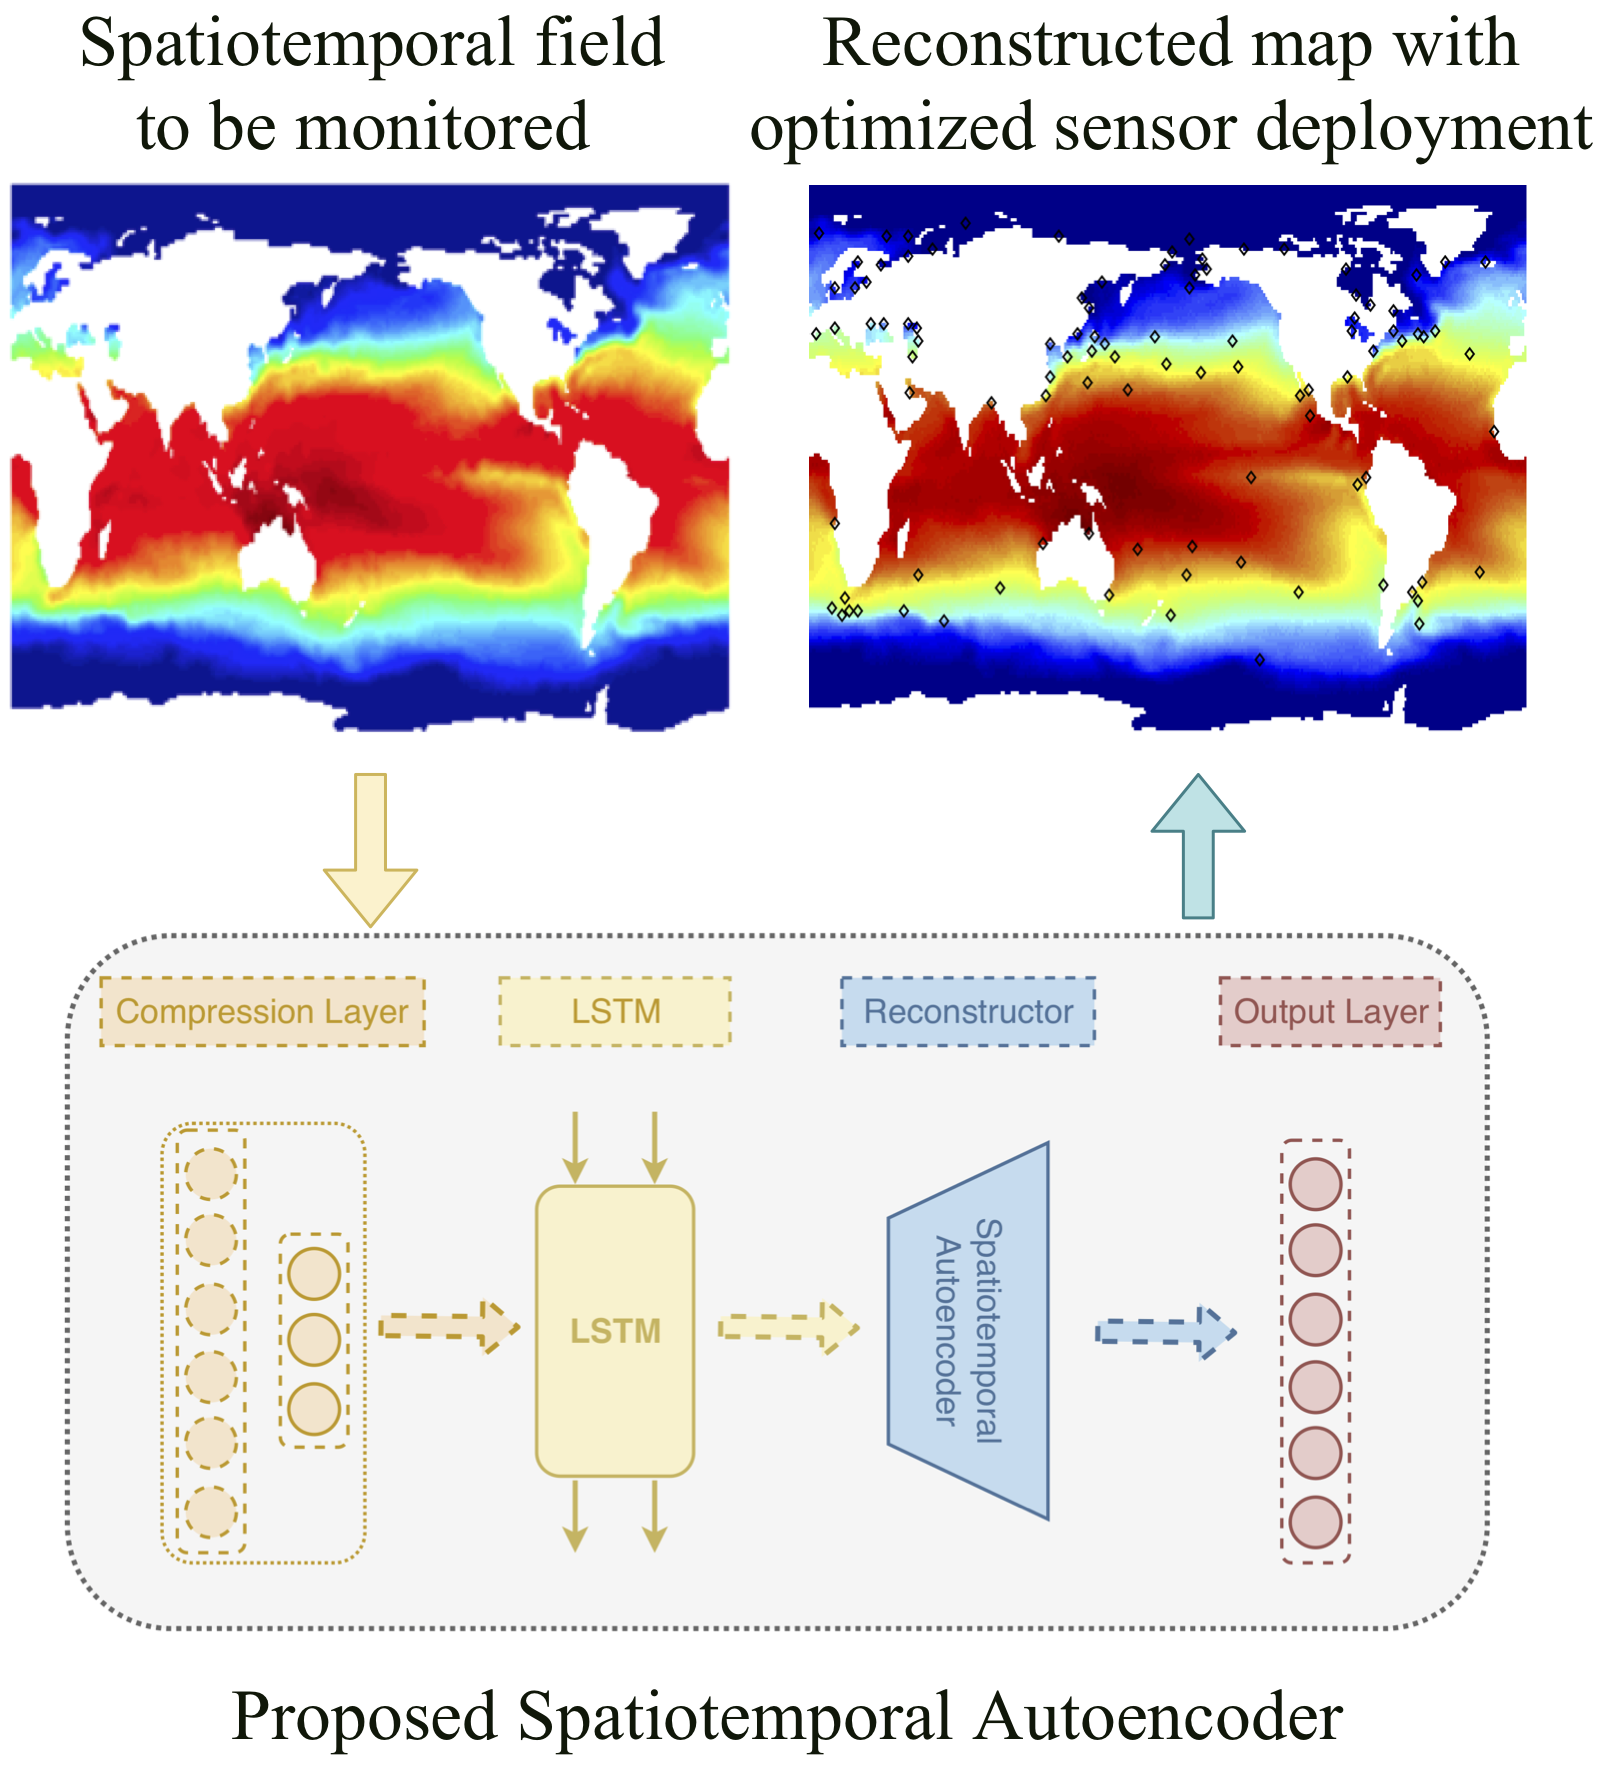 Spatiotemporal field
to be monitored
Reconstructed map with
optimized sensor deployment
Compression Layer
LSTM
Reconstructor
Output Layer
LSTM
Spatiotemporal
Autoencoder
Proposed Spatiotemporal Autoencoder